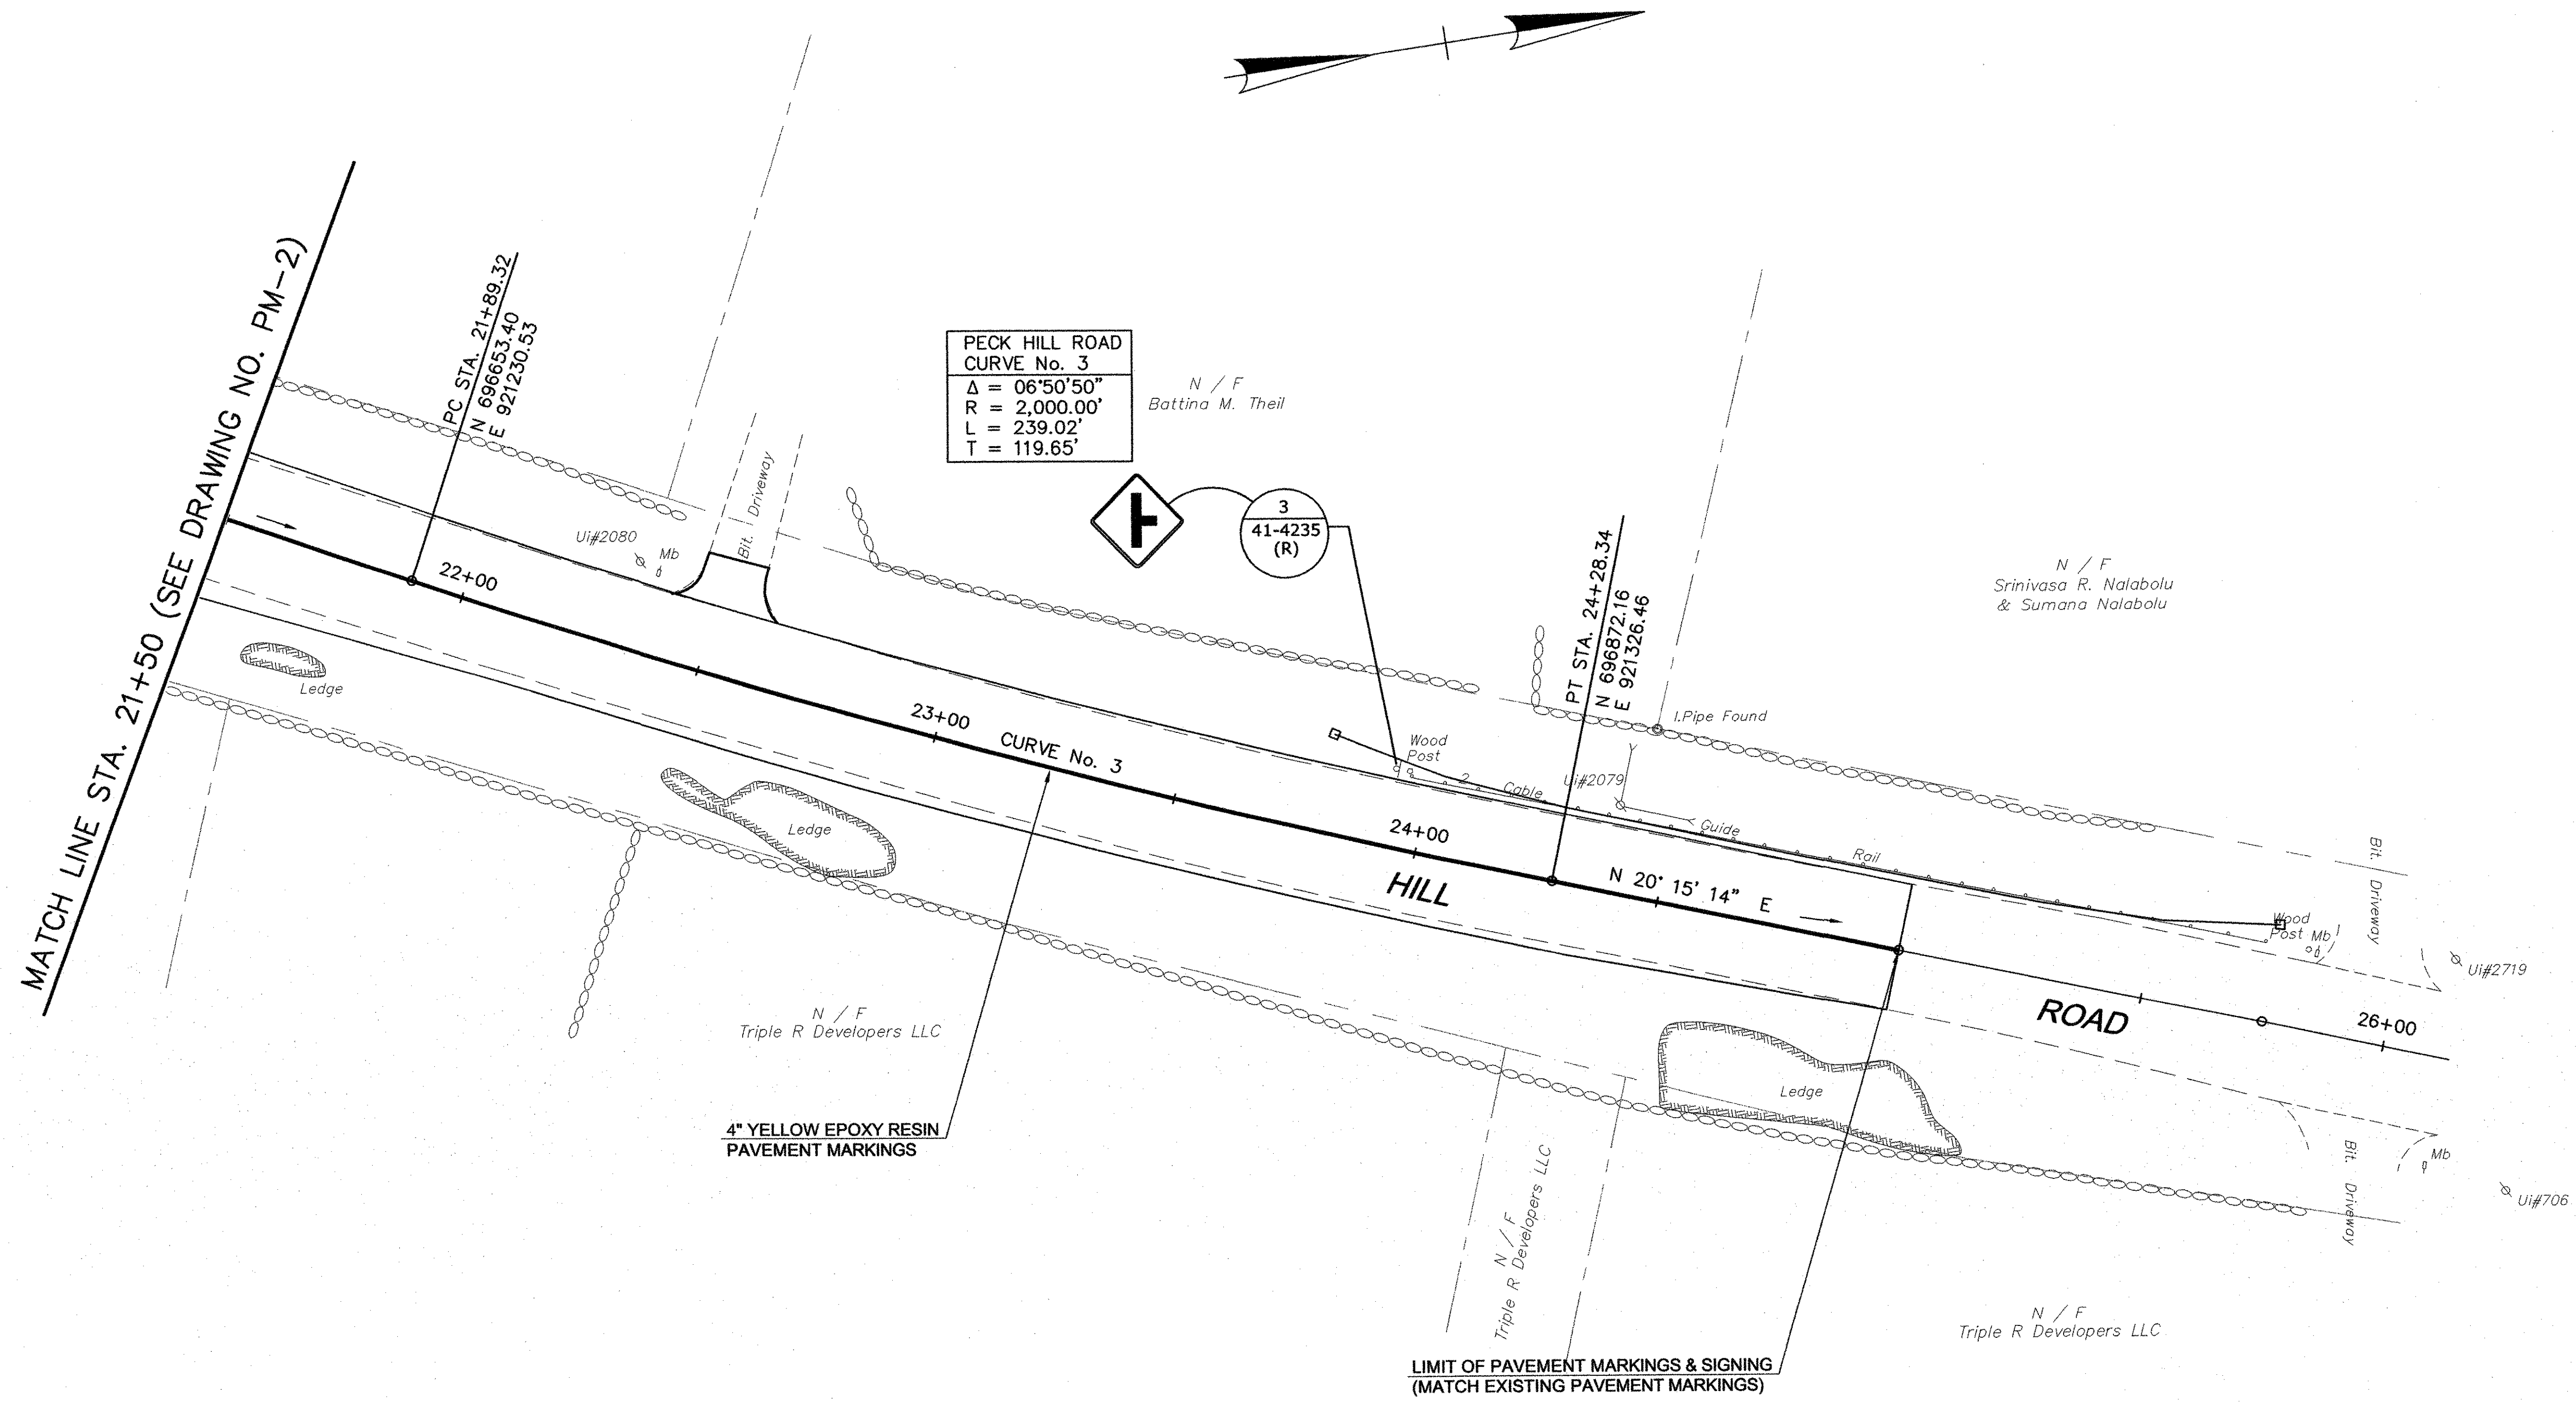 MATCH LINE STA. 21+50 (SEE DRAWING NO. PM-2)
PC STA. 21+89.32
N 696653.40
E 921230.53
PECK HILL ROAD
CURVE No. 3
Δ = 06°50'50"
R = 2,000.00'
L = 239.02'
T = 119.65'
N / F
Battina M. Theil
3
41-4235
(R)
Bit. Driveway
Ui#2080
Mb
22+00
Ledge
23+00
CURVE No. 3
Ledge
PT STA. 24+28.34
N 696872.16
E 921326.46
N / F
Srinivasa R. Nalabolu
& Sumana Nalabolu
I.Pipe Found
Wood
Post
2
Cable
Ui#2079
Guide
Rail
24+00
HILL
N 20° 15' 14" E
Bit. Driveway
Wood
Post Mb
Ui#2719
ROAD
26+00
N / F
Triple R Developers LLC
4" YELLOW EPOXY RESIN
PAVEMENT MARKINGS
Ledge
N / F
Triple R Developers LLC
Bit. Driveway
Mb
Ui#706
N / F
Triple R Developers LLC
LIMIT OF PAVEMENT MARKINGS & SIGNING
(MATCH EXISTING PAVEMENT MARKINGS)